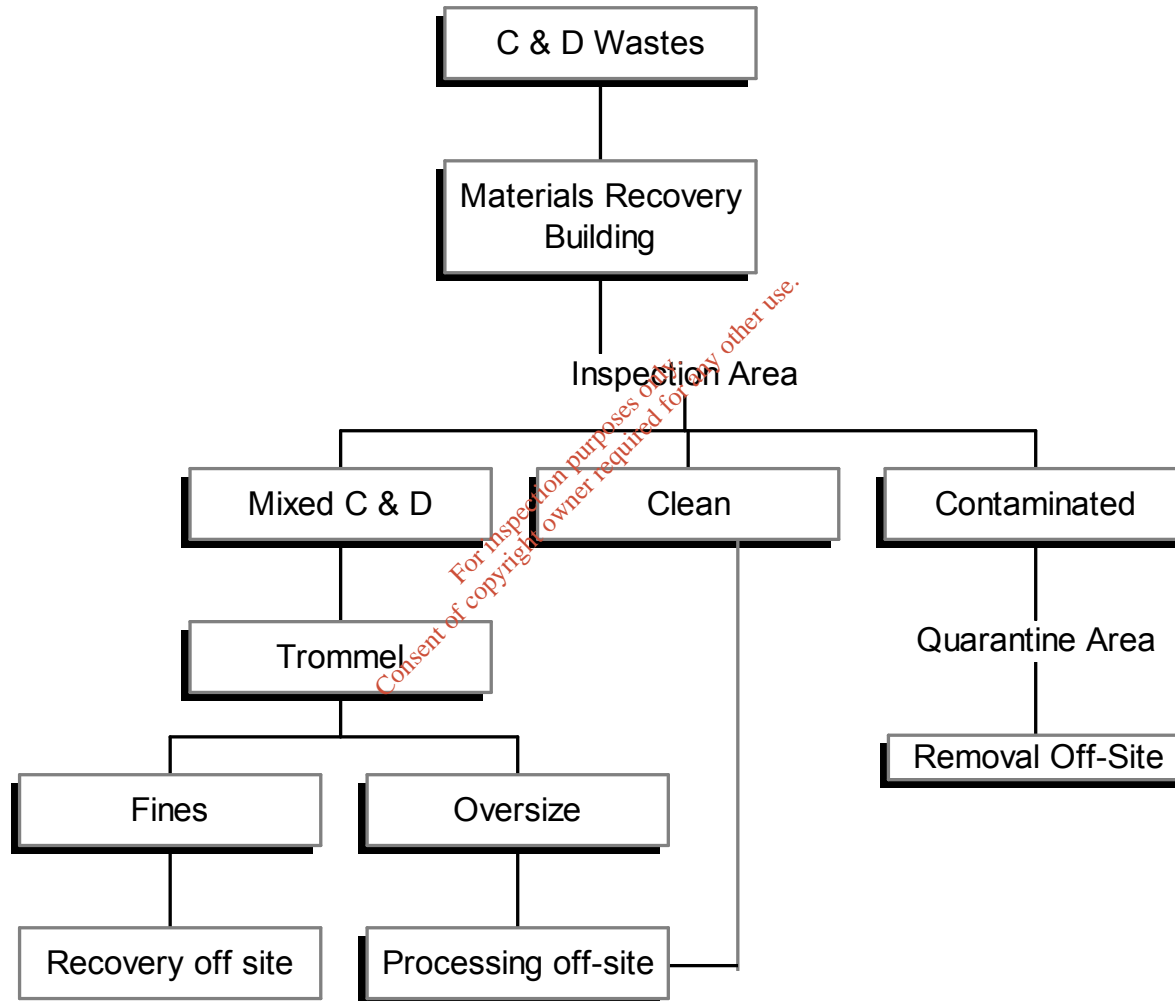 C & D Wastes
Materials Recovery
Building
Inspection Area
For inspection purposes only
Consent of copyright owner required for any other use.
Mixed C & D
Clean
Contaminated
Trommel
Quarantine Area
Removal Off-Site
Fines
Oversize
Recovery off site
Processing off-site